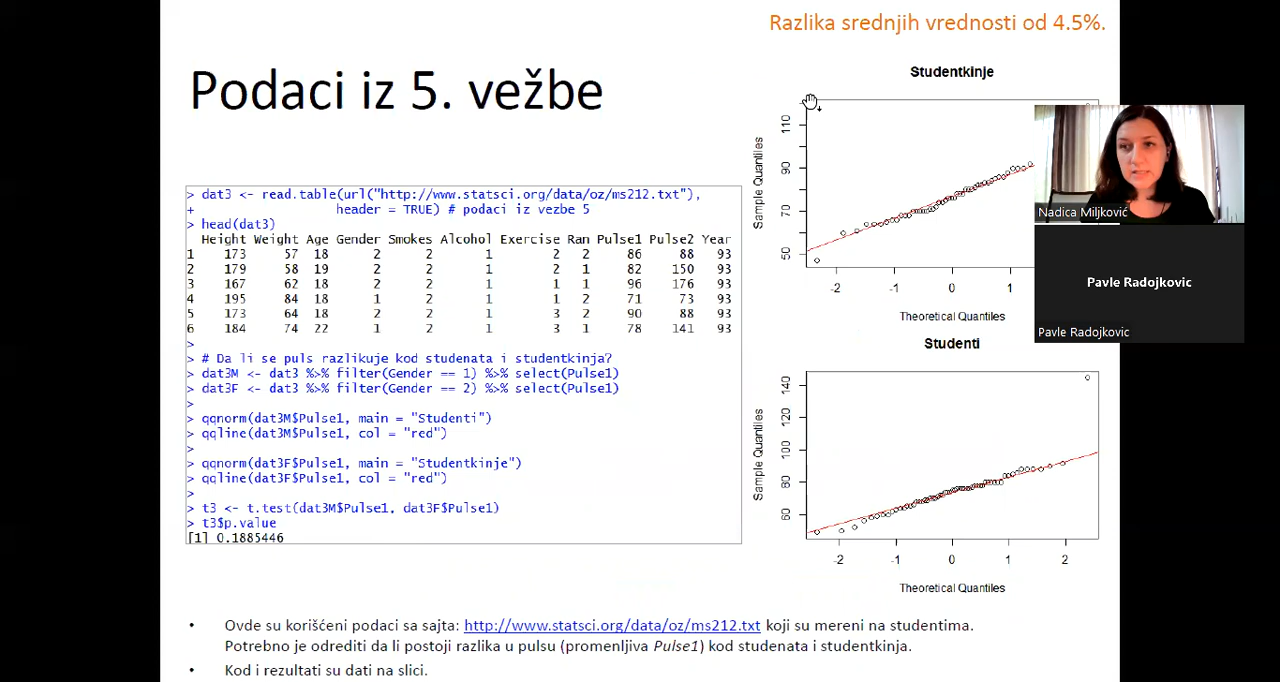 Razlika srednjih vrednosti od 4.5%.
Podaci iz 5. vežbe
> dat3 <- read.table(url("http://www.statsci.org/data/oz/ms212.txt"),
+ header = TRUE) # podaci iz vezbe 5
> head(dat3)
Height Weight Age Gender Smokes Alcohol Exercise Ran Pulse1 Pulse2 Year
1 173 57 18 2 2 1 2 2 86 88 93
2 179 58 19 2 2 1 2 1 82 150 93
3 167 62 18 2 2 1 1 1 96 176 93
4 195 84 18 1 2 1 1 2 71 73 93
5 173 64 18 2 2 1 3 2 90 88 93
6 184 74 22 1 2 1 3 1 78 141 93
>
> # Da li se puls razlikuje kod studenata i studentkinja?
> dat3M <- dat3 %>% filter(Gender == 1) %>% select(Pulse1)
> dat3F <- dat3 %>% filter(Gender == 2) %>% select(Pulse1)
>
> qqnorm(dat3M$Pulse1, main = "Studenti")
> qqline(dat3M$Pulse1, col = "red")
>
> qqnorm(dat3F$Pulse1, main = "Studentkinje")
> qqline(dat3F$Pulse1, col = "red")
>
> t3 <- t.test(dat3M$Pulse1, dat3F$Pulse1)
> t3$p.value
[1] 0.1885446
Studentkinje
Sample Quantiles
110
90
70
50
-2 -1 0 1
Theoretical Quantiles
Studenti
Sample Quantiles
140
120
100
80
60
-2 -1 0 1 2
Theoretical Quantiles
Nadica Miljković
Pavle Radojkovic
Pavle Radojkovic
• Ovde su korišćeni podaci sa sajta: http://www.statsci.org/data/oz/ms212.txt koji su mereni na studentima.
Potrebno je odrediti da li postoji razlika u pulsu (promenljiva Pulse1) kod studenata i studentkinja.
• Kod i rezultati su dati na slici.